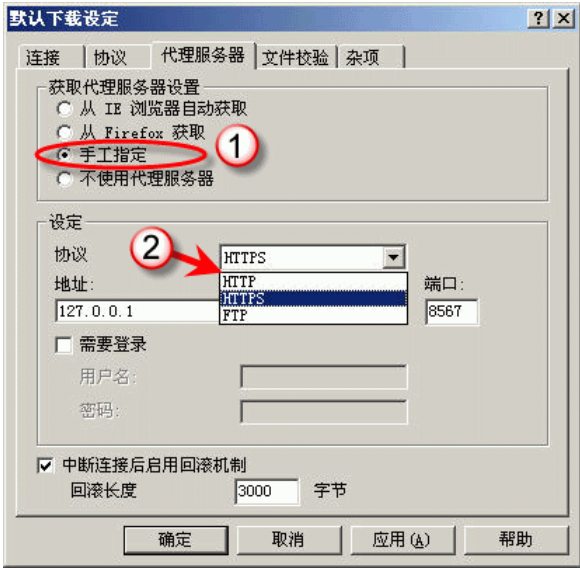 默认下载设定
连接 协议 代理服务器 文件校验 杂项
获取代理服务器设置
从 IE 浏览器自动获取
从 Firefox 获取
手工指定 1
不使用代理服务器
设定
协议 2 HTTPS
HTTP
地址: HTTPS 端口:
127.0.0.1 FTP 8567
需要登录
用户名:
密码:
中断连接后启用回滚机制
回滚长度 3000 字节
确定 取消 应用(A) 帮助